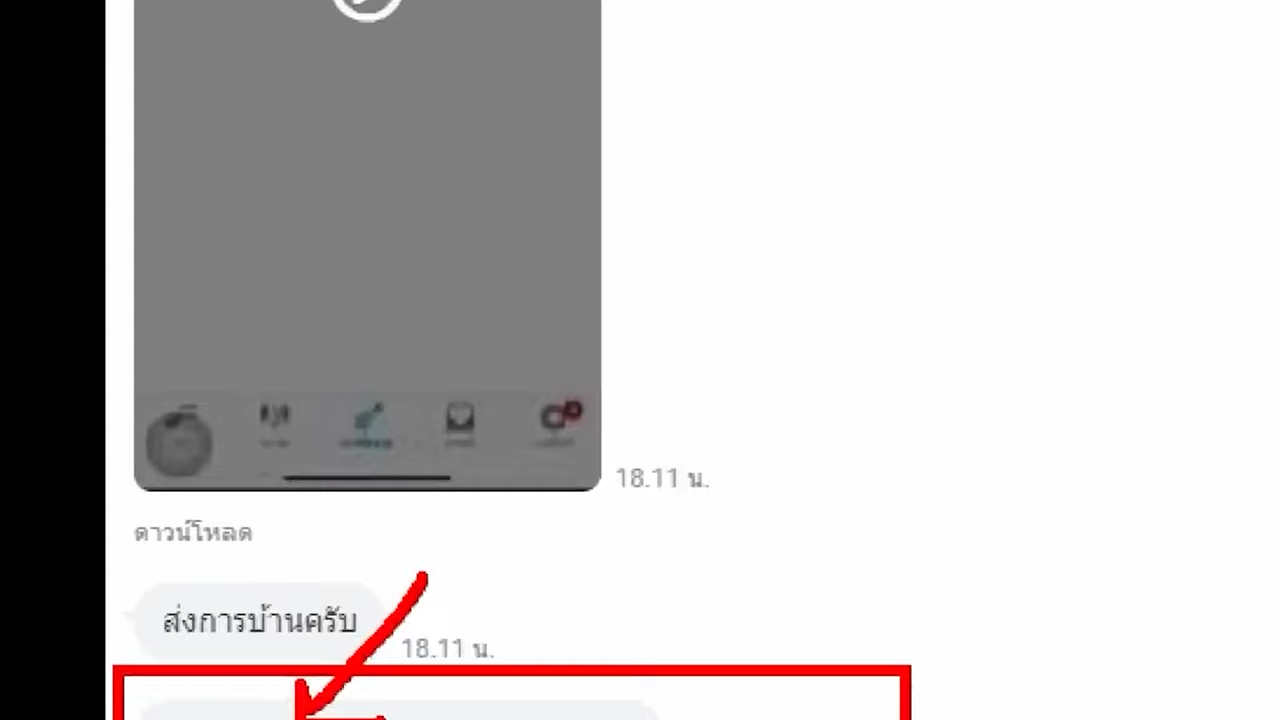 18.11 น.
ดาวน์โหลด
ส่งการบ้านครับ
18.11 น.